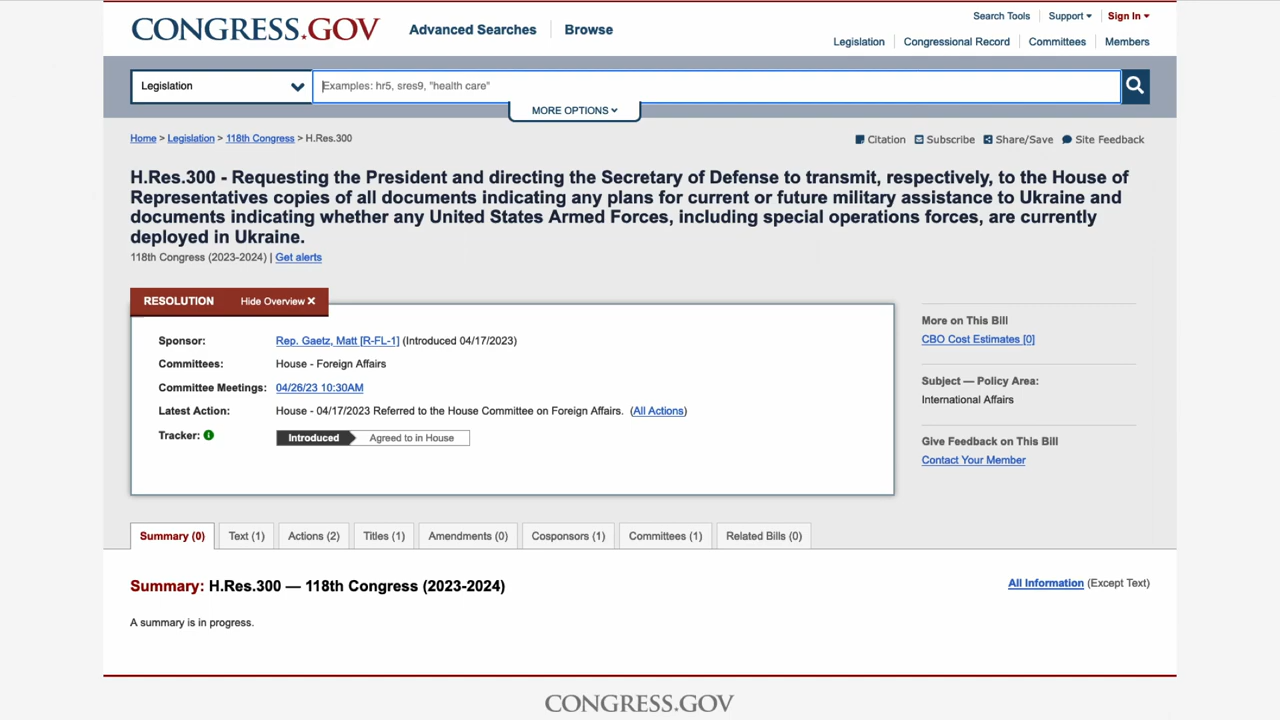 CONGRESS.GOV
Advanced Searches
Browse
Search Tools
Support
Sign In
Legislation
Congressional Record
Committees
Members
Legislation
Examples: hr5, sres9, "health care"
MORE OPTIONS
Home > Legislation > 118th Congress > H.Res.300
Citation
Subscribe
Share/Save
Site Feedback
H.Res.300 - Requesting the President and directing the Secretary of Defense to transmit, respectively, to the House of
Representatives copies of all documents indicating any plans for current or future military assistance to Ukraine and
documents indicating whether any United States Armed Forces, including special operations forces, are currently
deployed in Ukraine.
118th Congress (2023-2024) | Get alerts
RESOLUTION
Hide Overview ×
Sponsor: Rep. Gaetz, Matt [R-FL-1] (Introduced 04/17/2023)
Committees: House - Foreign Affairs
Committee Meetings: 04/26/23 10:30AM
Latest Action: House - 04/17/2023 Referred to the House Committee on Foreign Affairs. (All Actions)
Tracker: Introduced Agreed to in House
More on This Bill
CBO Cost Estimates [0]
Subject — Policy Area:
International Affairs
Give Feedback on This Bill
Contact Your Member
Summary (0)
Text (1)
Actions (2)
Titles (1)
Amendments (0)
Cosponsors (1)
Committees (1)
Related Bills (0)
Summary: H.Res.300 — 118th Congress (2023-2024)
All Information (Except Text)
A summary is in progress.
CONGRESS.GOV